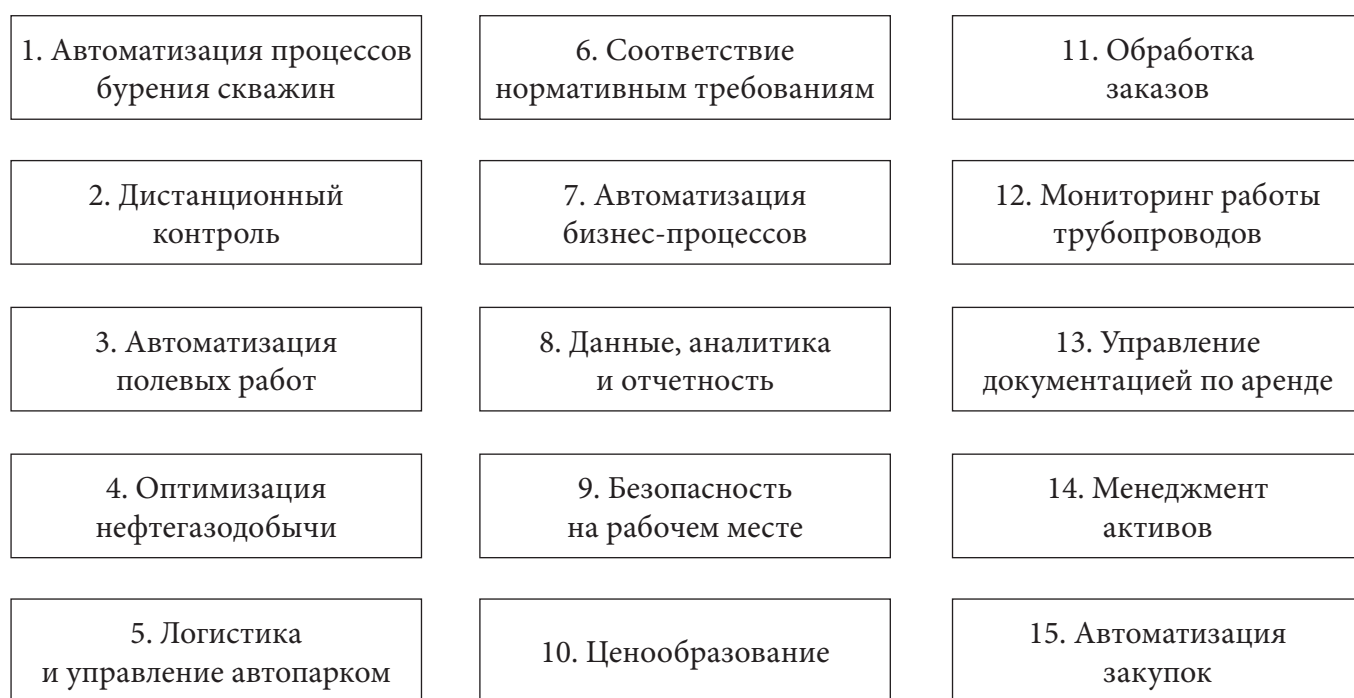 1. Автоматизация процессов
бурения скважин
2. Дистанционный
контроль
3. Автоматизация
полевых работ
4. Оптимизация
нефтегазодобычи
5. Логистика
и управление автопарком
6. Соответствие
нормативным требованиям
7. Автоматизация
бизнес-процессов
8. Данные, аналитика
и отчетность
9. Безопасность
на рабочем месте
10. Ценообразование
11. Обработка
заказов
12. Мониторинг работы
трубопроводов
13. Управление
документацией по аренде
14. Менеджмент
активов
15. Автоматизация
закупок